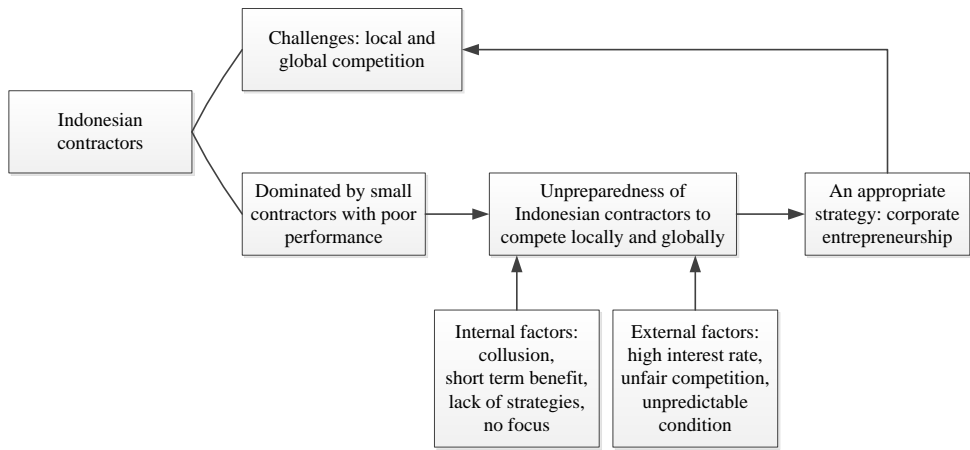 Challenges: local and
global competition
Indonesian
contractors
Dominated by small
contractors with poor
performance
Unpreparedness of
Indonesian contractors to
compete locally and globally
An appropriate
strategy: corporate
entrepreneurship
Internal factors:
collusion,
short term benefit,
lack of strategies,
no focus
External factors:
high interest rate,
unfair competition,
unpredictable
condition